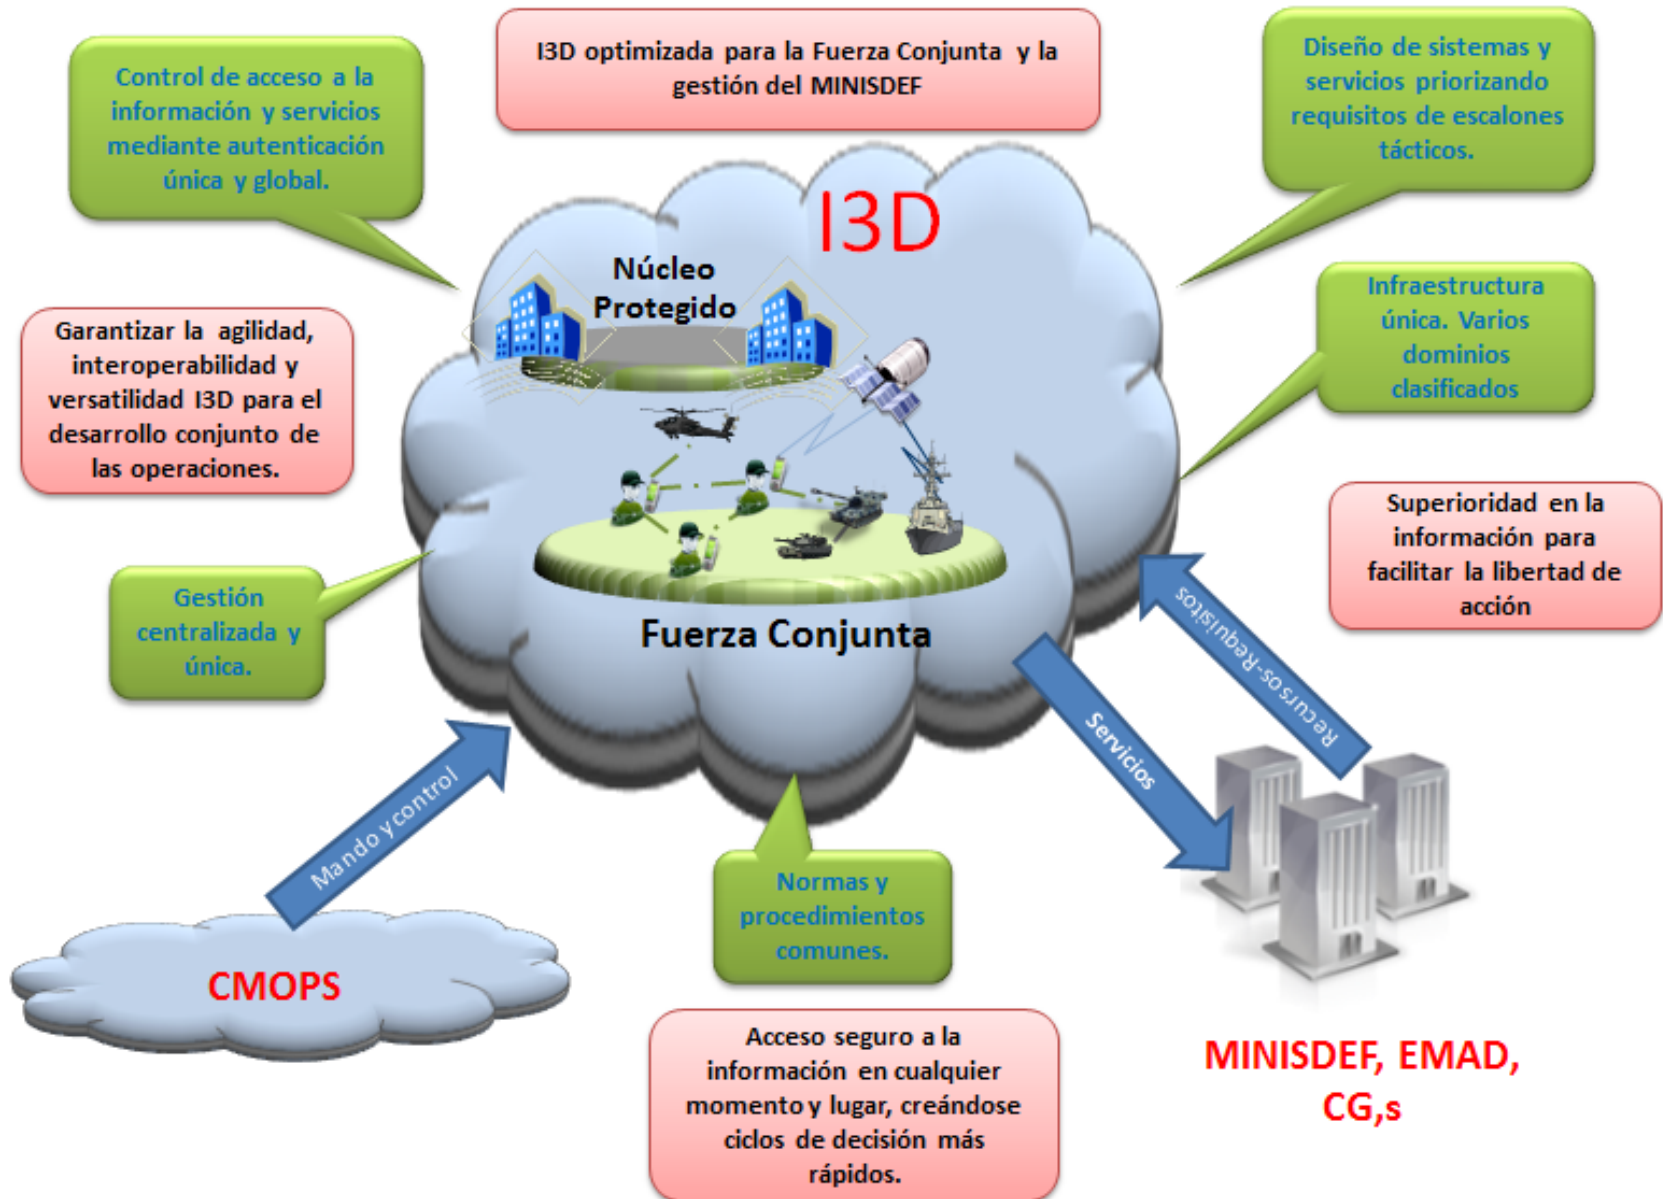 I3D optimizada para la Fuerza Conjunta y la
gestión del MINISDEF
Control de acceso a la
información y servicios
mediante autenticación
única y global.
Diseño de sistemas y
servicios priorizando
requisitos de escalones
tácticos.
I3D
Núcleo
Protegido
Infraestructura
única. Varios
dominios
clasificados
Garantizar la agilidad,
interoperabilidad y
versatilidad I3D para el
desarrollo conjunto de
las operaciones.
Superioridad en la
información para
facilitar la libertad de
acción
Gestión
centralizada y
única.
Fuerza Conjunta
Recursos-Requisitos
Servicios
Mando y control
Normas y
procedimientos
comunes.
CMOPS
Acceso seguro a la
información en cualquier
momento y lugar, creándose
ciclos de decisión más
rápidos.
MINISDEF, EMAD,
CG,s